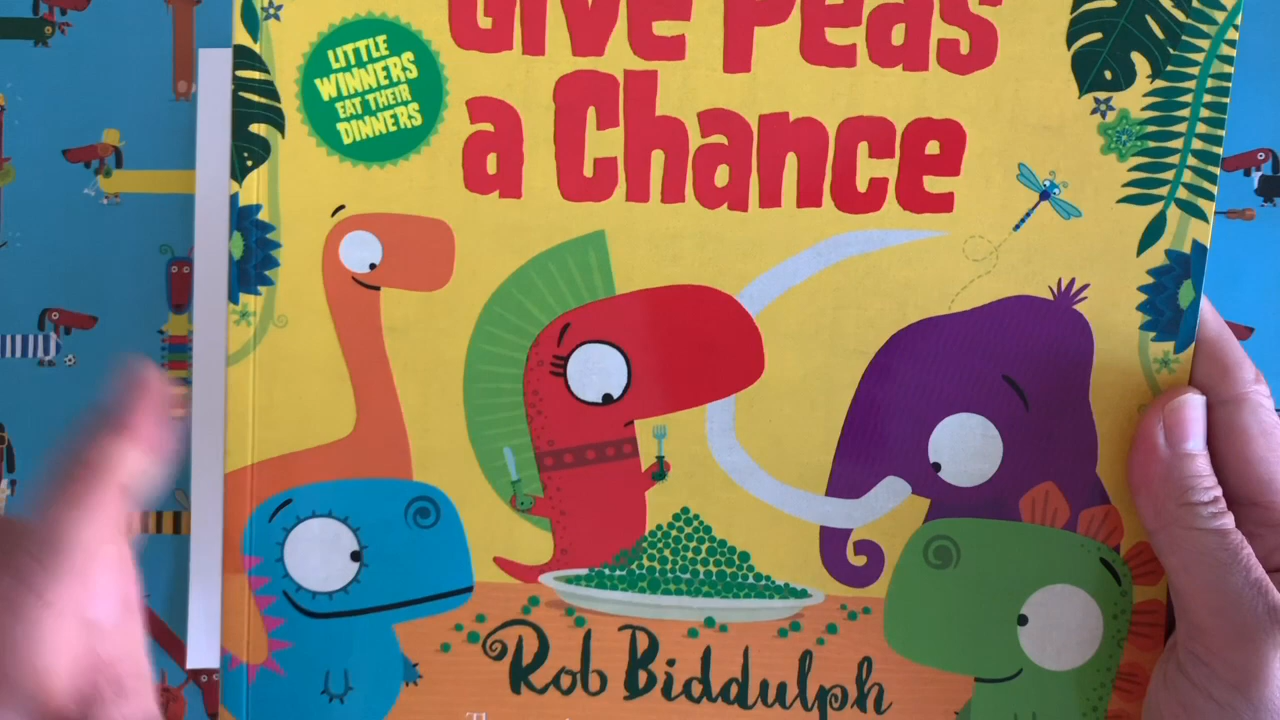 Give Peas
a Chance
LITTLE
WINNERS
EAT THEIR
DINNERS
Rob Biddulph